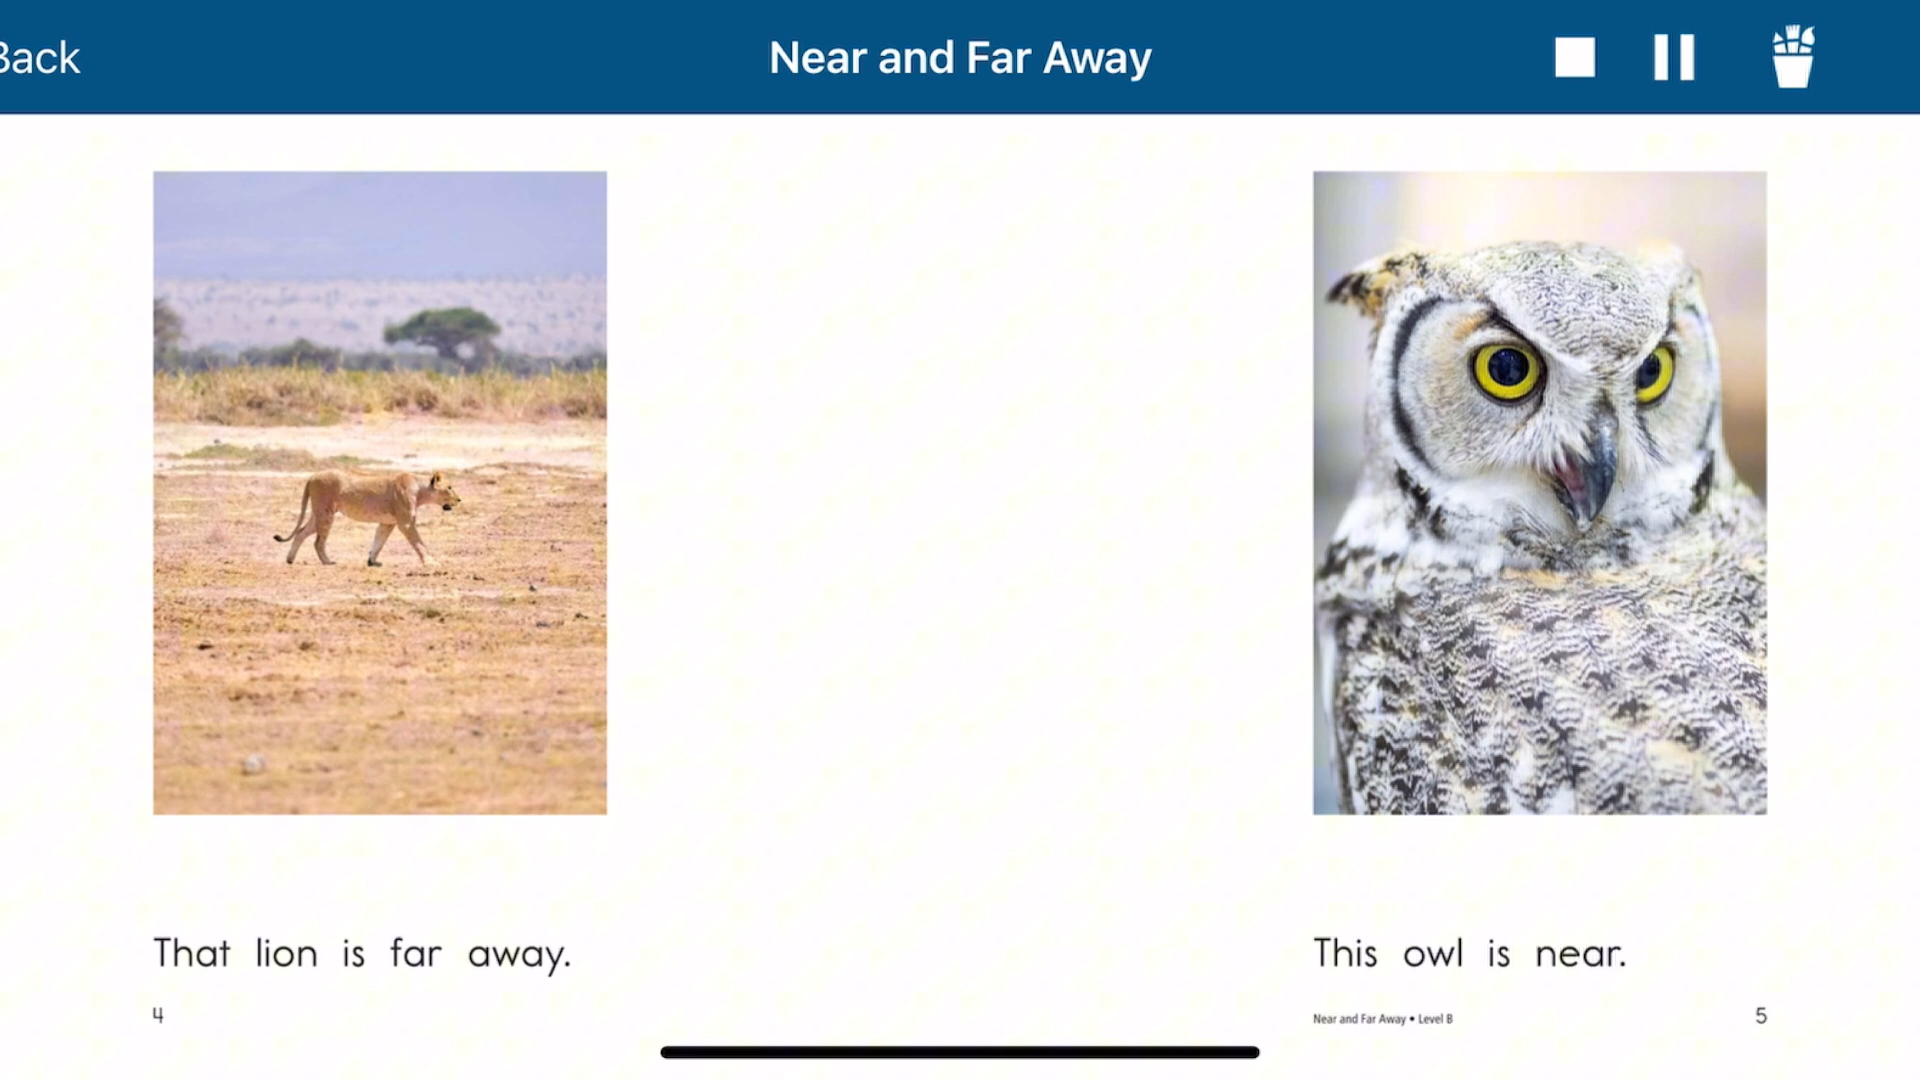 Back
Near and Far Away
That lion is far away.
4
This owl is near.
Near and Far Away • Level B
5